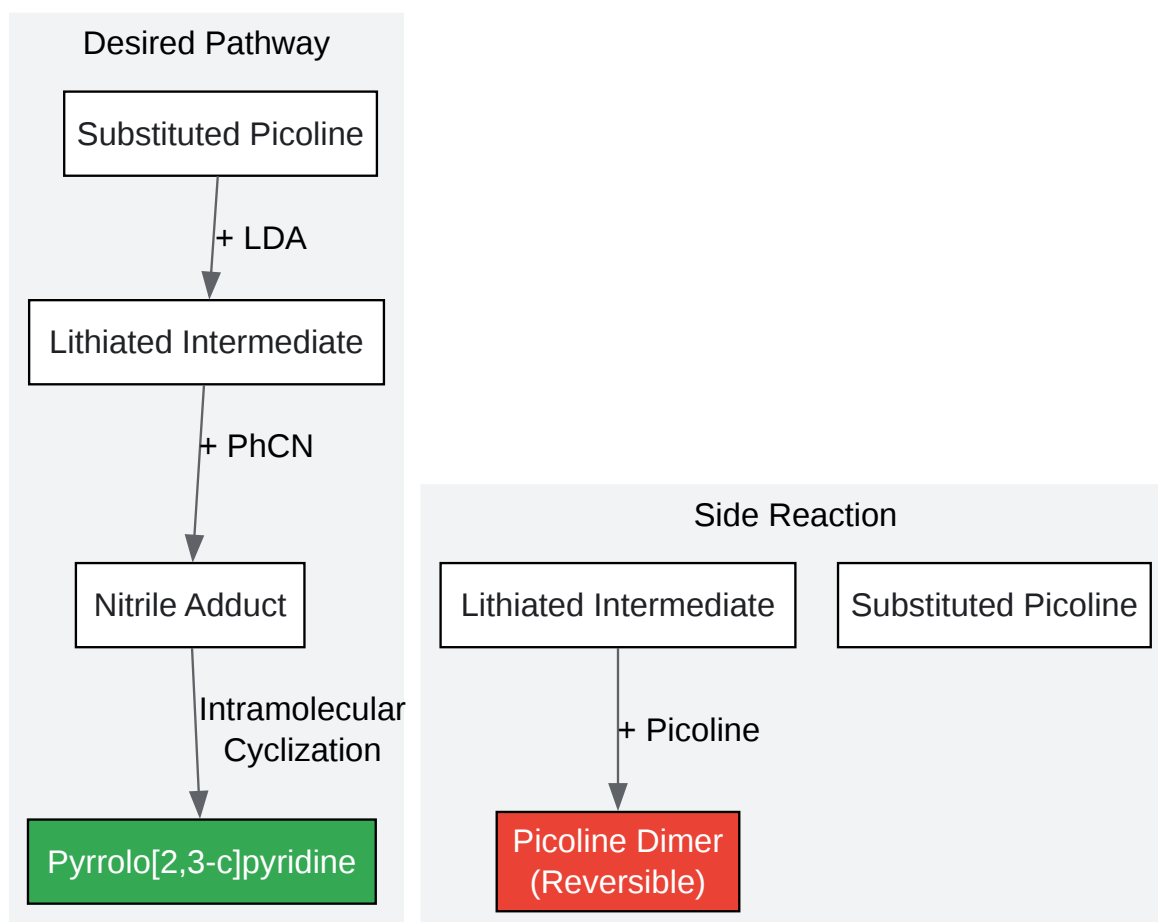 Desired Pathway
Substituted Picoline
+ LDA
Lithiated Intermediate
+ PhCN
Nitrile Adduct
Intramolecular
Cyclization
Pyrrolo[2,3-c]pyridine
Side Reaction
Lithiated Intermediate
Substituted Picoline
+ Picoline
Picoline Dimer
(Reversible)